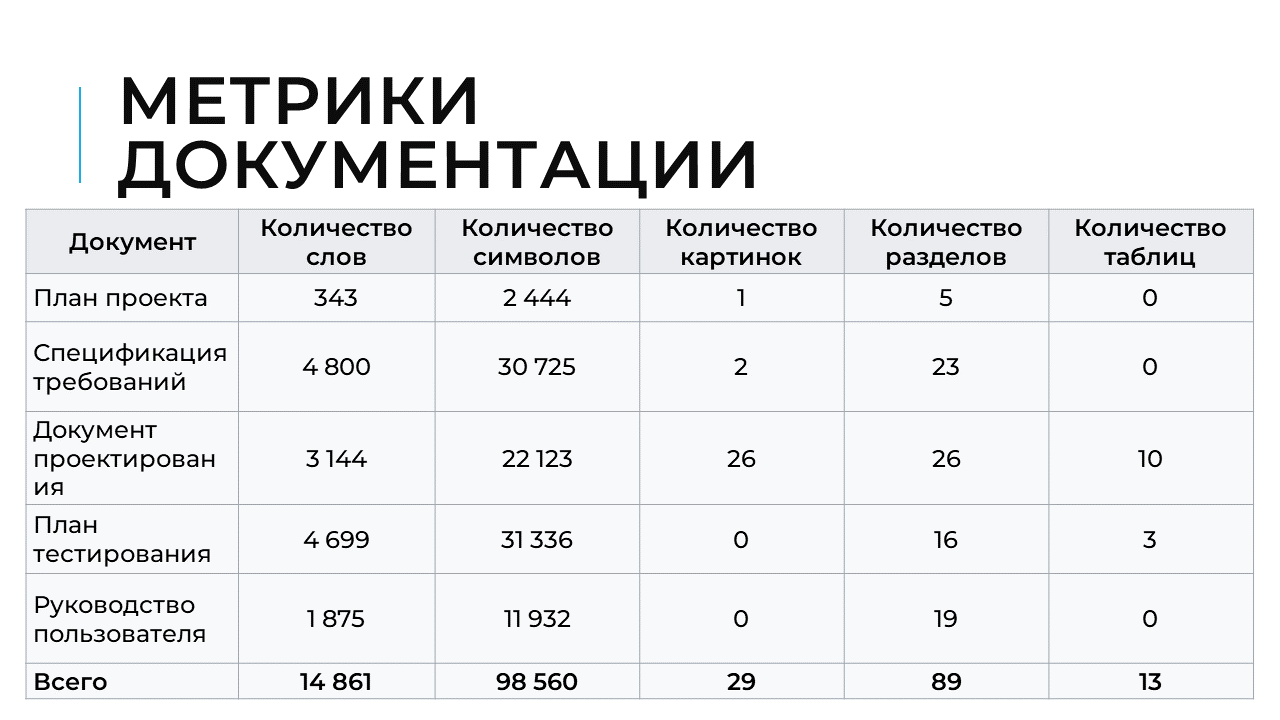 МЕТРИКИ
ДОКУМЕНТАЦИИ
Документ Количество слов Количество символов Количество картинок Количество разделов Количество таблиц
План проекта 343 2 444 1 5 0
Спецификация требований 4 800 30 725 2 23 0
Документ проектирован ия 3 144 22 123 26 26 10
План тестирования 4 699 31 336 0 16 3
Руководство пользователя 1 875 11 932 0 19 0
Всего 14 861 98 560 29 89 13